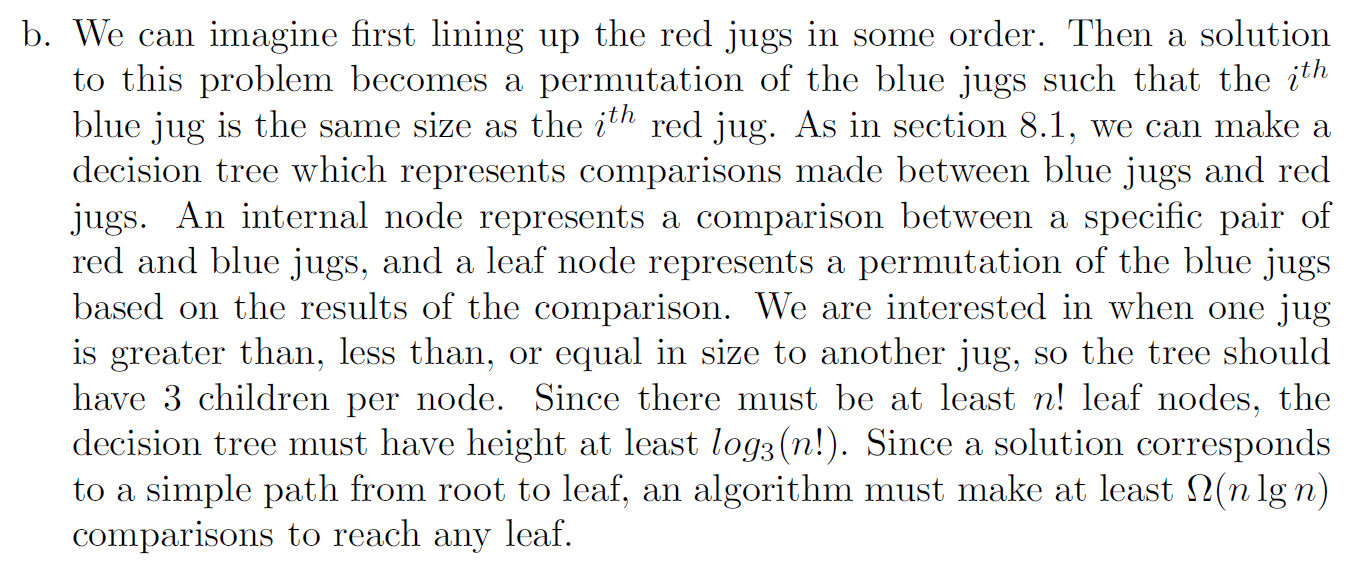 b. We can imagine first lining up the red jugs in some order. Then a solution
to this problem becomes a permutation of the blue jugs such that the i^{th}
blue jug is the same size as the i^{th} red jug. As in section 8.1, we can make a
decision tree which represents comparisons made between blue jugs and red
jugs. An internal node represents a comparison between a specific pair of
red and blue jugs, and a leaf node represents a permutation of the blue jugs
based on the results of the comparison. We are interested in when one jug
is greater than, less than, or equal in size to another jug, so the tree should
have 3 children per node. Since there must be at least n! leaf nodes, the
decision tree must have height at least log_3(n!). Since a solution corresponds
to a simple path from root to leaf, an algorithm must make at least Ω(n lg n)
comparisons to reach any leaf.